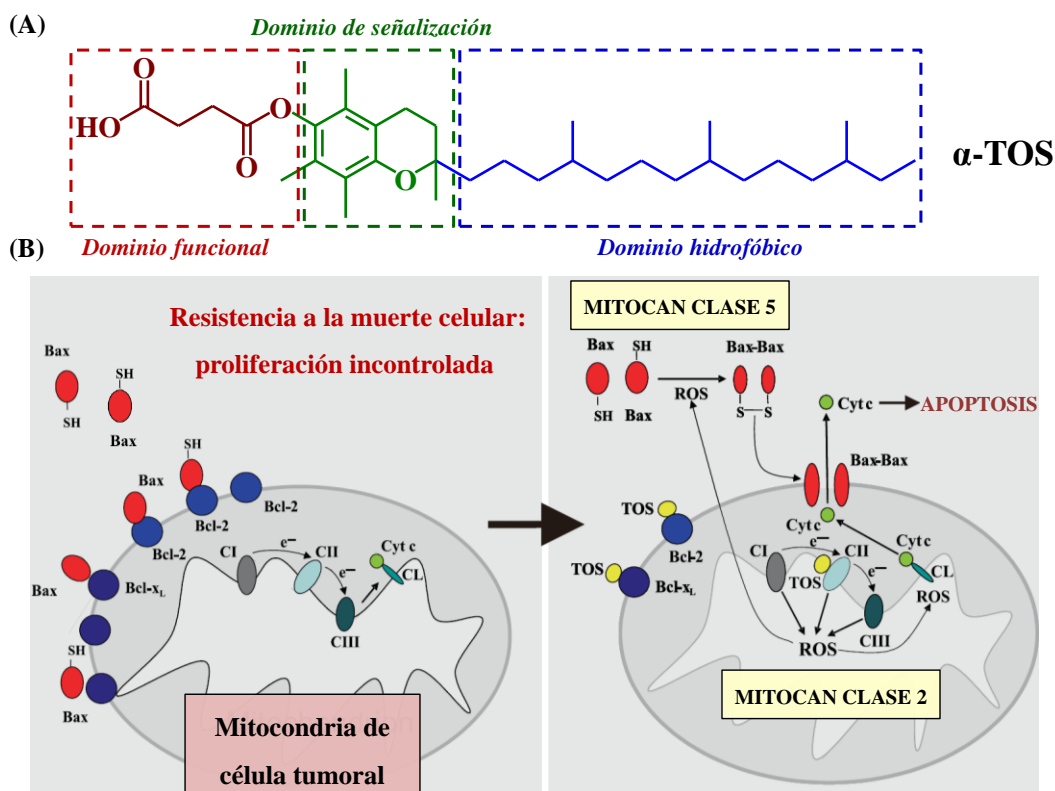 (A)
Dominio de señalización
O
HO
O
O
O
α-TOS
Dominio funcional
Dominio hidrofóbico
(B)
Resistencia a la muerte celular:
proliferación incontrolada
Bax
SH
SH
Bax
SH
Bax
Bcl-2
Bcl-2
Bcl-2
Bax
Bcl-xL
SH
Bax
CI
e−
CII
e−
Cyt c
CL
CIII
Mitocondria de
célula tumoral
MITOCAN CLASE 5
Bax
SH
Bax-Bax
ROS
SH
Bax
S—S
Cyt c
APOPTOSIS
Bax-Bax
TOS
Bcl-2
TOS
Bcl-xL
Cyt c
CI
e−
CII
TOS
e−
Cyt c
CL
ROS
CIII
ROS
MITOCAN CLASE 2